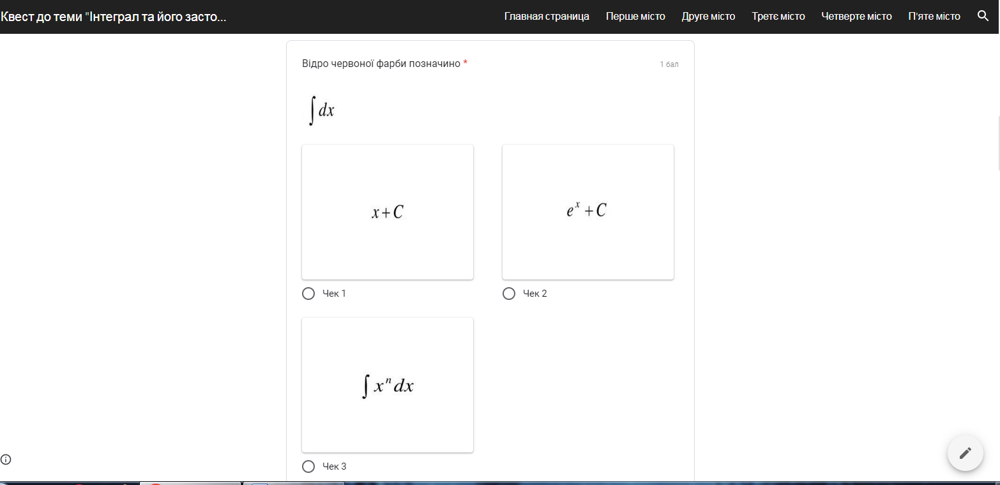 Квест до теми "Інтеграл та його засто...
Главная страница Перше місто Друге місто Третє місто Четверте місто П'яте місто
Відро червоної фарби позначино *
1 бал
∫dx
x+C
e^x +C
Чек 1
Чек 2
∫x^n dx
Чек 3